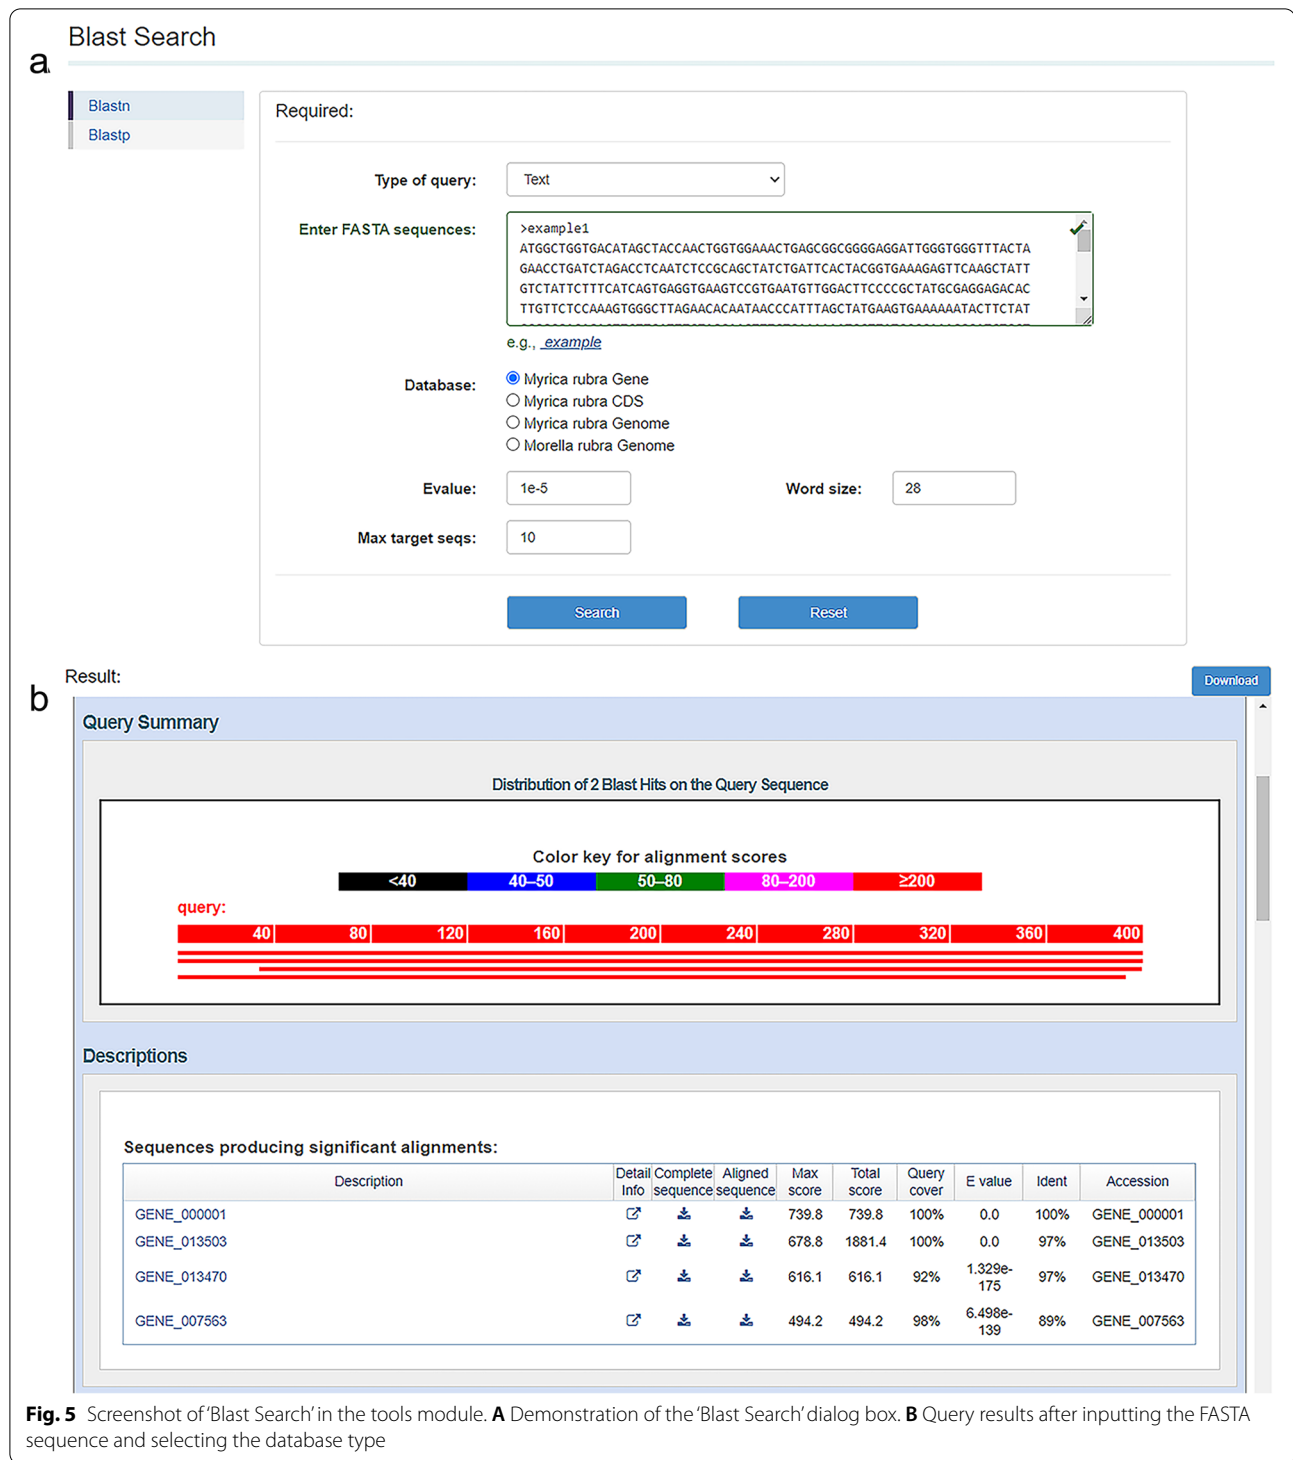 Blast Search
a
Blastn
Blastp
Required:
Type of query: Text
Enter FASTA sequences: >example1
ATGGCTGGTGACATAGCTACCAACTGGTGGAAACTGAGCGGCGGGGAGGATTGGGTGGGTTTACTA
GAACCTGATCTAGACCTCAATCTCCGCAGCTATCTGATTCACTACGGTGAAAGAGTTCAAGCTATT
GTCTATTCTTTCATCAGTGAGGTGAAGTCCGTGAATGTTGGACTTCCCCGCTATGCGAGGAGACAC
TTGTTCTCCAAAGTGGGCTTAGAACACAATAACCCATTTAGCTATGAAGTGAAAAAATACTTCTAT
e.g., example
Database: Myrica rubra Gene
Myrica rubra CDS
Myrica rubra Genome
Morella rubra Genome
Evalue: 1e-5 Word size: 28
Max target seqs: 10
Search Reset
Result:
Download
b
Query Summary
Distribution of 2 Blast Hits on the Query Sequence
Color key for alignment scores
<40 40–50 50–80 80–200 ≥200
query:
40 80 120 160 200 240 280 320 360 400
Descriptions
Sequences producing significant alignments:
Description Detail Info Complete sequence Aligned sequence Max score Total score Query cover E value Ident Accession
GENE_000001 739.8 739.8 100% 0.0 100% GENE_000001
GENE_013503 678.8 1881.4 100% 0.0 97% GENE_013503
GENE_013470 616.1 616.1 92% 1.329e-175 97% GENE_013470
GENE_007563 494.2 494.2 98% 6.498e-139 89% GENE_007563
Fig. 5 Screenshot of 'Blast Search' in the tools module. A Demonstration of the 'Blast Search' dialog box. B Query results after inputting the FASTA
sequence and selecting the database type